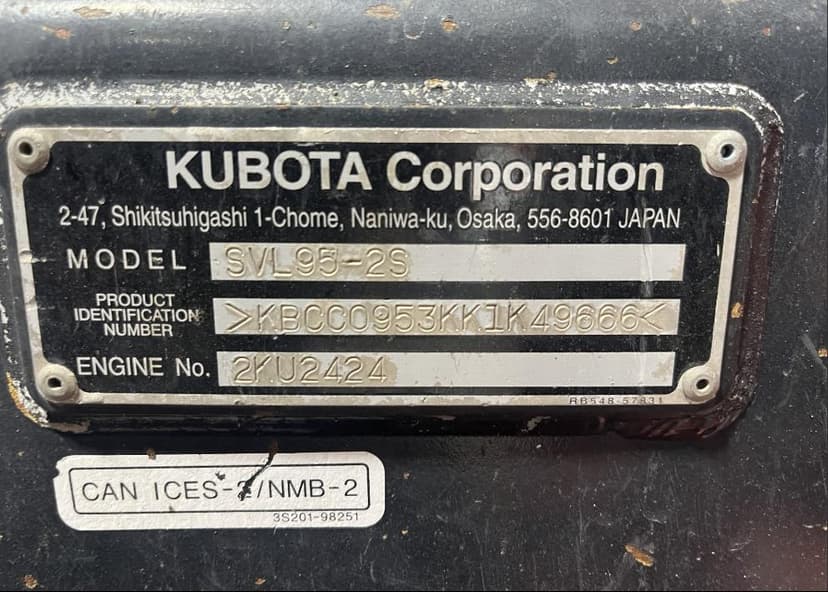 KUBOTA Corporation
2-47, Shikitsuhigashi 1-Chome, Naniwa-ku, Osaka, 556-8601 JAPAN
MODEL SVL95-2S
PRODUCT
IDENTIFICATION
NUMBER >KBCC0953KK1K49666<
ENGINE No. 2KU2424
RB548-57831
CAN ICES-2/NMB-2
3S201-98251